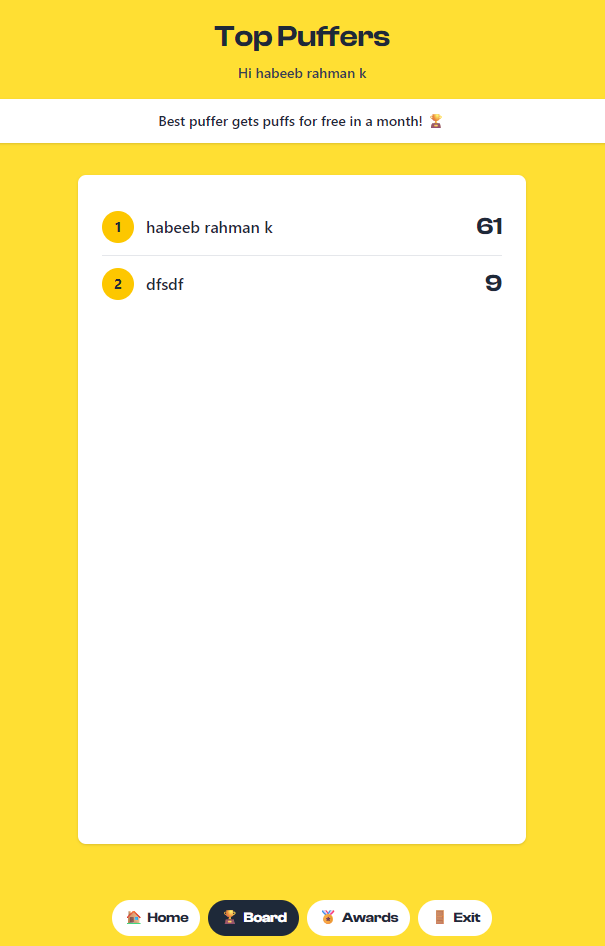 Top Puffers
Hi habeeb rahman k
Best puffer gets puffs for free in a month! 🏆
1 habeeb rahman k 61
2 dfsdf 9
🏠 Home 🏆 Board 🏅 Awards 🚪 Exit